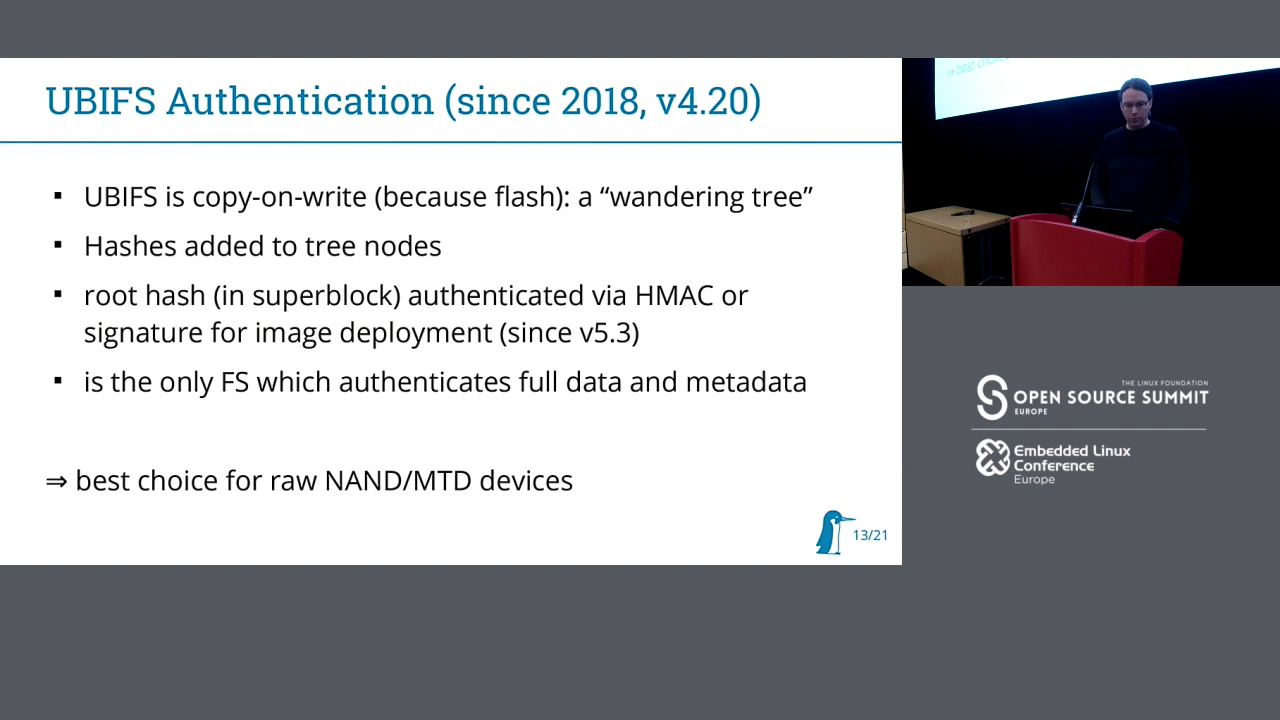 UBIFS Authentication (since 2018, v4.20)
▪ UBIFS is copy-on-write (because flash): a “wandering tree”
▪ Hashes added to tree nodes
▪ root hash (in superblock) authenticated via HMAC or
signature for image deployment (since v5.3)
▪ is the only FS which authenticates full data and metadata
⇒ best choice for raw NAND/MTD devices
13/21
⇒ best choice
THE LINUX FOUNDATION
OPEN SOURCE SUMMIT
EUROPE
Embedded Linux
Conference
Europe